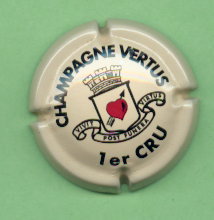 CHAMPAGNE VERTUS
VIVIT POST FUNERA VIRTUS
1er CRU